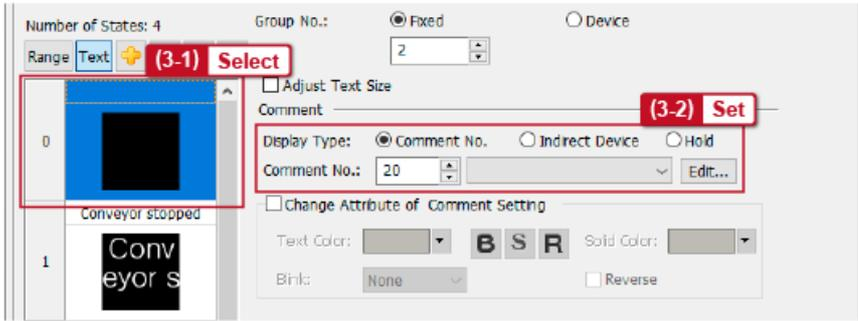 Number of States: 4
Group No.: Fixed Device
2
Range Text (3-1) Select
Adjust Text Size
Comment
(3-2) Set
0
Display Type: Comment No. Indirect Device Hold
Comment No.: 20 Edit...
Conveyor stopped
Change Attribute of Comment Setting
1
Conv
eyor s
Text Color: B S R Solid Color:
Blink: None Reverse